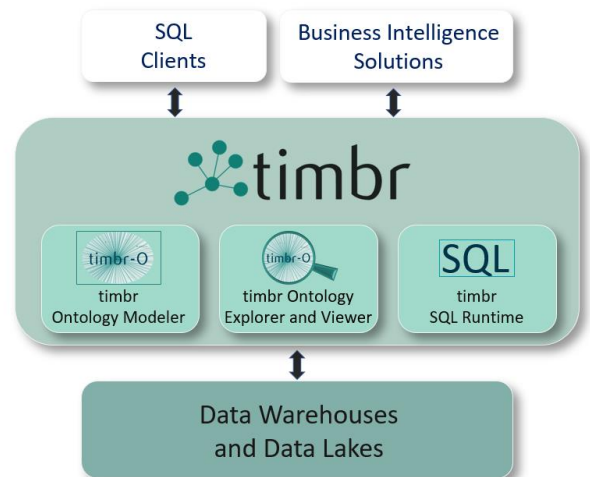 SQL
Clients
Business Intelligence
Solutions
timbr
timbr-O
timbr
Ontology Modeler
timbr-O
timbr Ontology
Explorer and Viewer
SQL
timbr
SQL Runtime
Data Warehouses
and Data Lakes